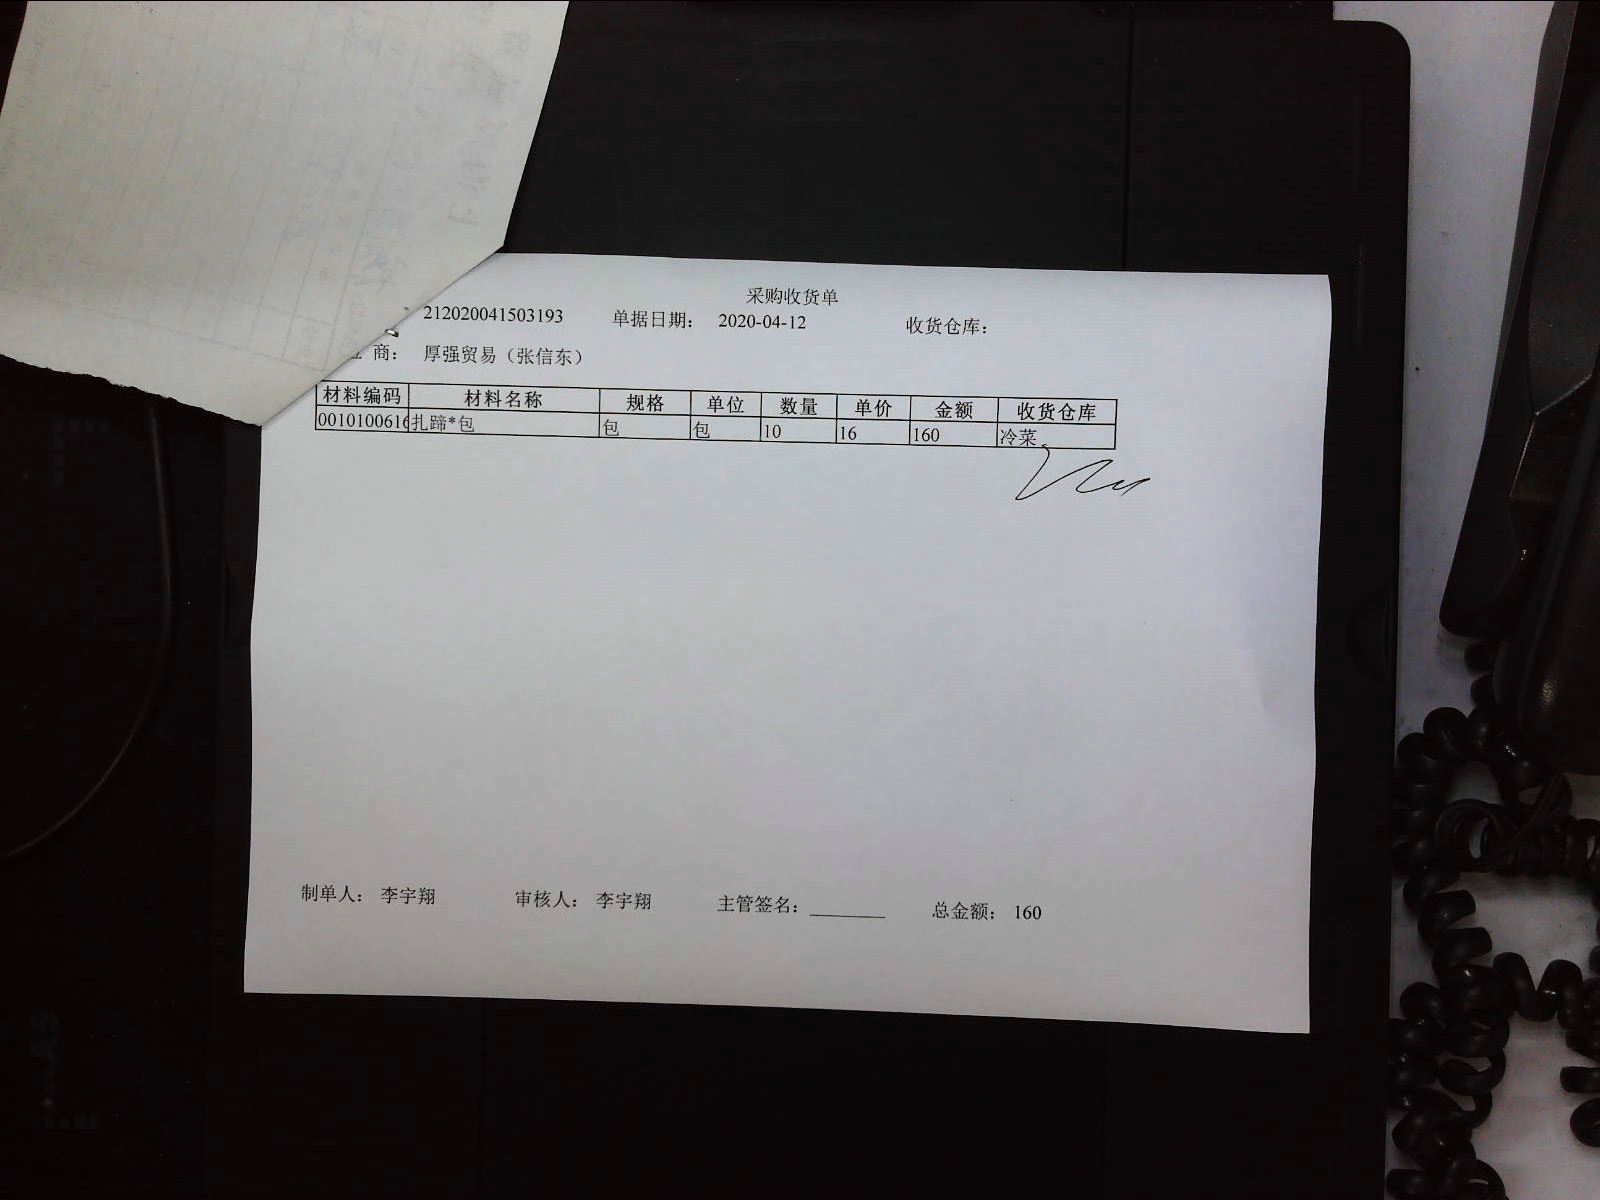 采购收货单
212020041503193 单据日期： 2020-04-12 收货仓库：
商： 厚强贸易（张信东）
材料编码 材料名称 规格 单位 数量 单价 金额 收货仓库
0010100616 扎蹄*包 包 包 10 16 160 冷菜
制单人： 李宇翔 审核人： 李宇翔 主管签名： ________ 总金额： 160